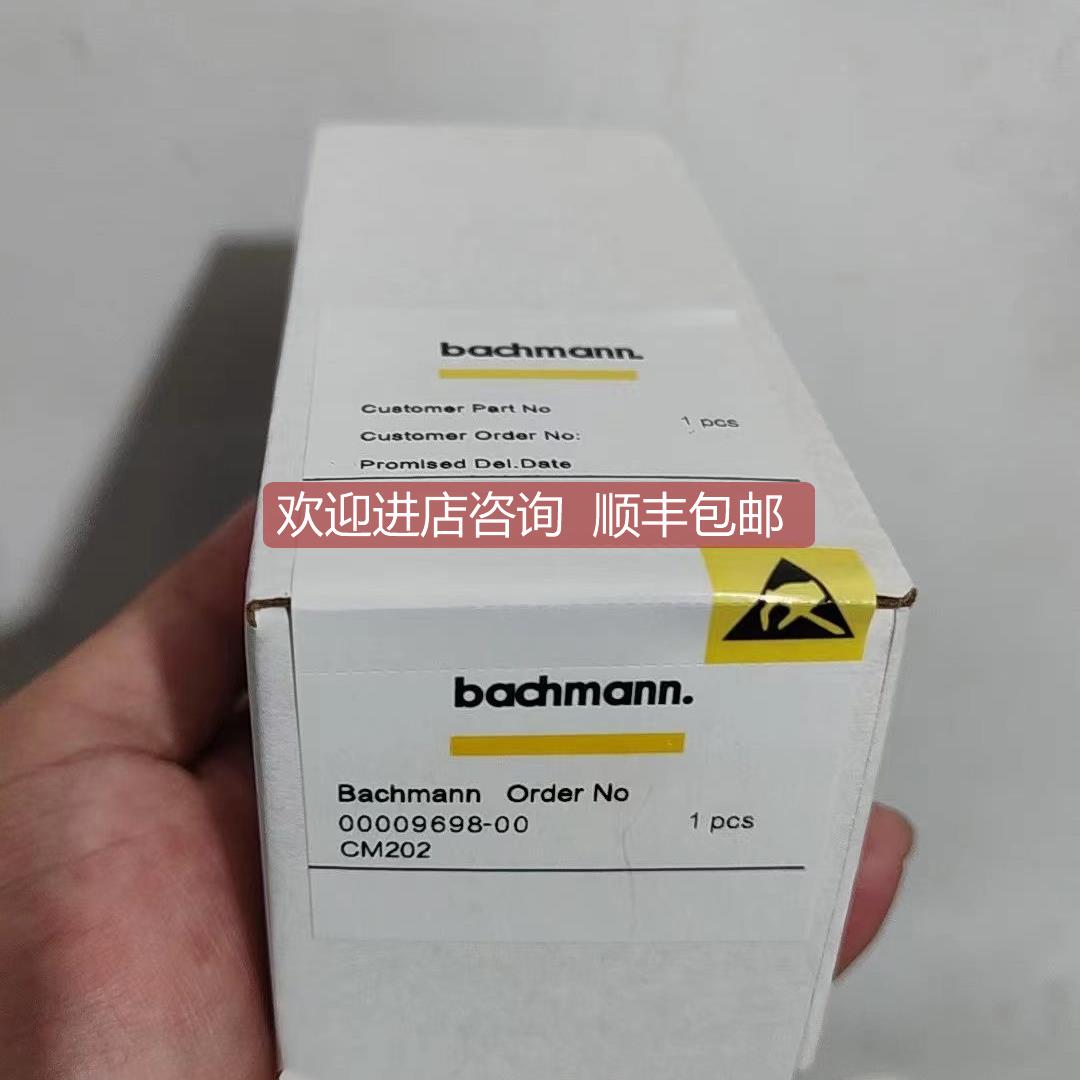 bachmann.
Customer Part No
1 pcs
Customer Order No:
Promised Del.Date
欢迎进店咨询 顺丰包邮
bachmann.
Bachmann Order No
00009698-00
1 pcs
CM202